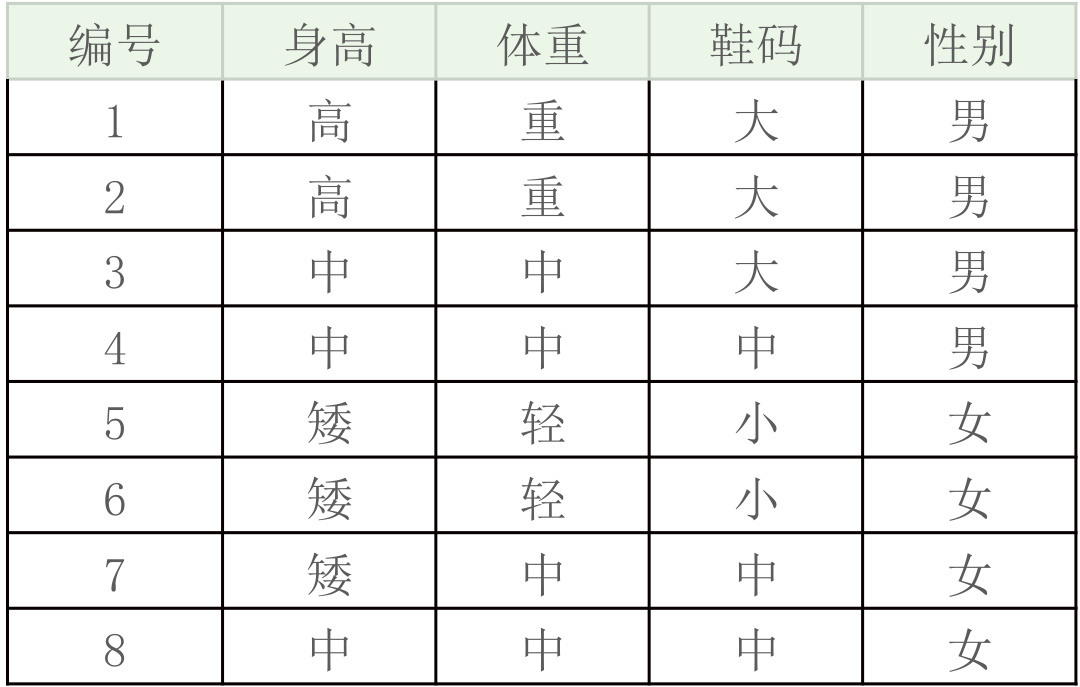 编号 身高 体重 鞋码 性别
1 高 重 大 男
2 高 重 大 男
3 中 中 大 男
4 中 中 中 男
5 矮 轻 小 女
6 矮 轻 小 女
7 矮 中 中 女
8 中 中 中 女